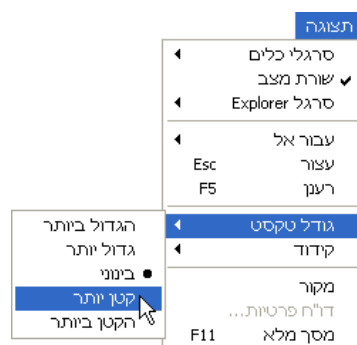 תצוגה
סרגלי כלים
שורת מצב
סרגל Explorer
עבור אל
עצור Esc
רענן F5
גודל טקסט
קידוד
מקור
דו"ח פרטיות...
מסך מלא F11
הגדול ביותר
גדול יותר
בינוני
קטן יותר
הקטן ביותר